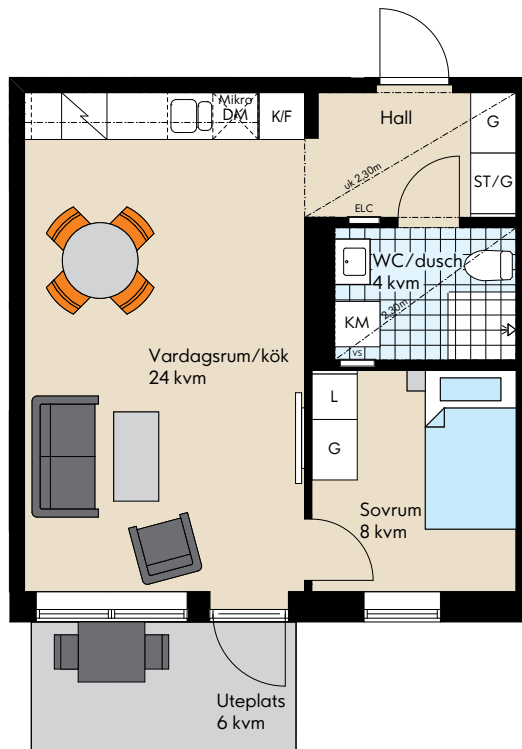 Mikro
DM
K/F
Hall
G
ST/G
uk 2,30m
ELC
WC/dusch
4 kvm
2,30m
KM
VS
Vardagsrum/kök
24 kvm
L
G
Sovrum
8 kvm
Uteplats
6 kvm